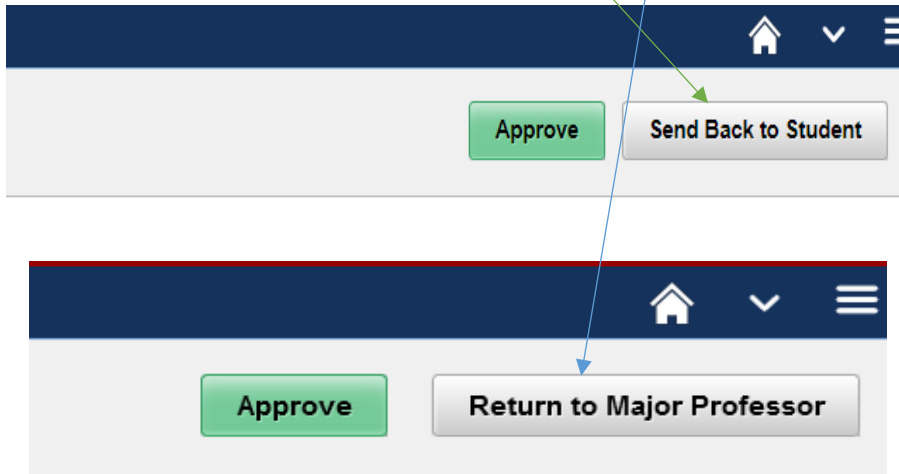 Approve Send Back to Student
Approve Return to Major Professor